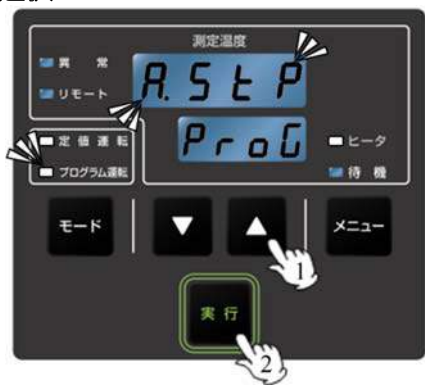 測定温度
異常
リモート
A.StP
定値運転
ProG
ヒータ
プログラム運転
待機
モード
▼
▲
メニュー
1
実行
2